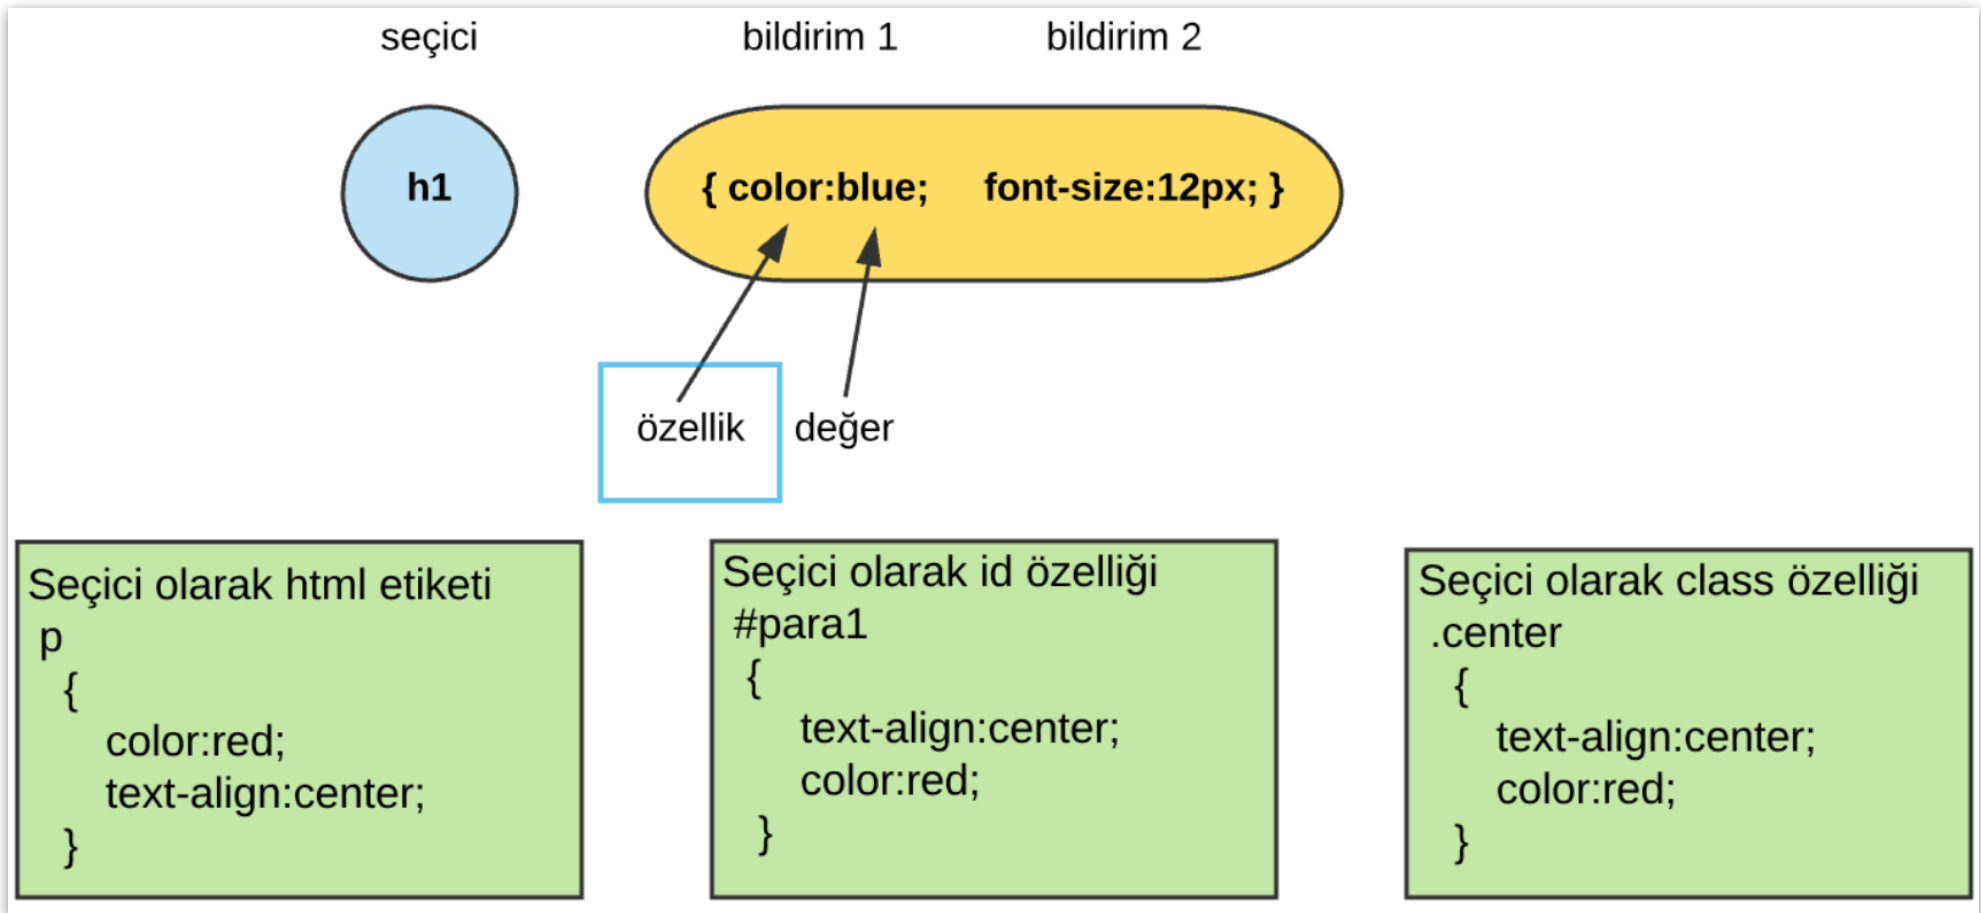 seçici
bildirim 1
bildirim 2
h1
{ color:blue; font-size:12px; }
özellik
değer
Seçici olarak html etiketi
p
{
color:red;
text-align:center;
}
Seçici olarak id özelliği
#para1
{
text-align:center;
color:red;
}
Seçici olarak class özelliği
.center
{
text-align:center;
color:red;
}